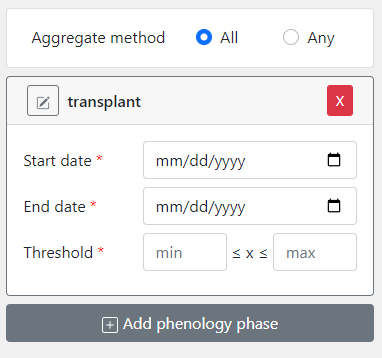 Aggregate method All Any
transplant X
Start date * mm/dd/yyyy
End date * mm/dd/yyyy
Threshold * min ≤ x ≤ max
Add phenology phase